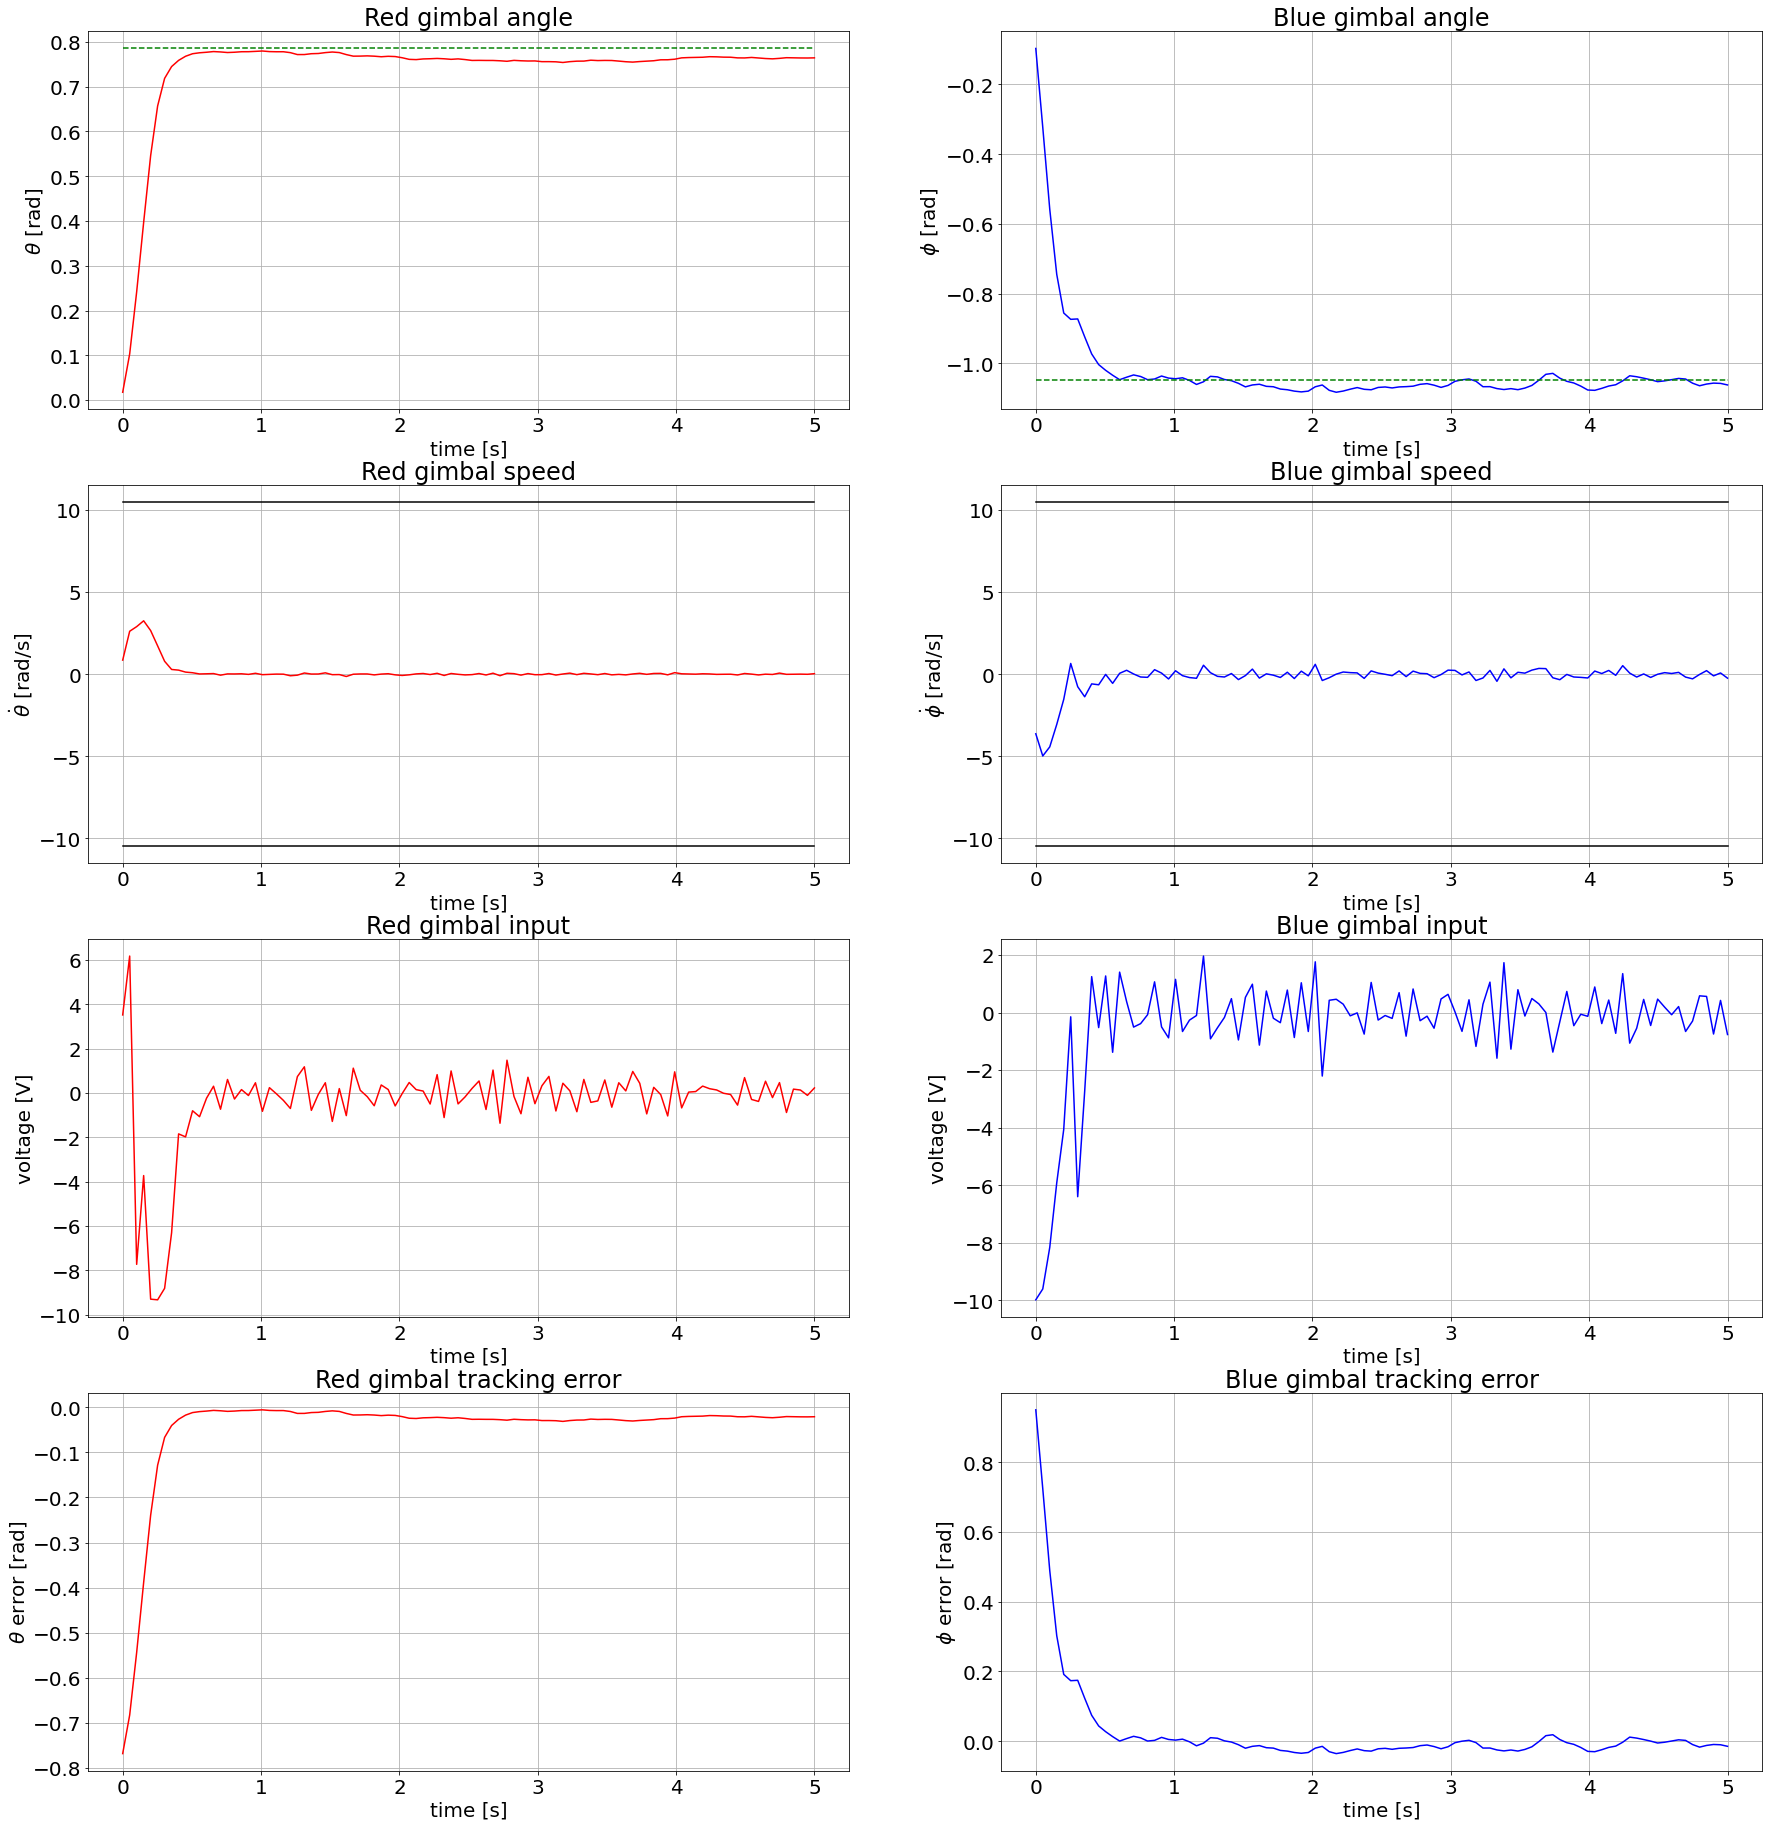 Red gimbal angle
θ [rad]
0.8
0.7
0.6
0.5
0.4
0.3
0.2
0.1
0.0
0 1 2 3 4 5
time [s]
Blue gimbal angle
ϕ [rad]
−0.2
−0.4
−0.6
−0.8
−1.0
0 1 2 3 4 5
time [s]
Red gimbal speed
θ̇ [rad/s]
10
5
0
−5
−10
0 1 2 3 4 5
time [s]
Blue gimbal speed
ϕ̇ [rad/s]
10
5
0
−5
−10
0 1 2 3 4 5
time [s]
Red gimbal input
voltage [V]
6
4
2
0
−2
−4
−6
−8
−10
0 1 2 3 4 5
time [s]
Blue gimbal input
voltage [V]
2
0
−2
−4
−6
−8
−10
0 1 2 3 4 5
time [s]
Red gimbal tracking error
θ error [rad]
0.0
−0.1
−0.2
−0.3
−0.4
−0.5
−0.6
−0.7
−0.8
0 1 2 3 4 5
time [s]
Blue gimbal tracking error
ϕ error [rad]
0.8
0.6
0.4
0.2
0.0
0 1 2 3 4 5
time [s]